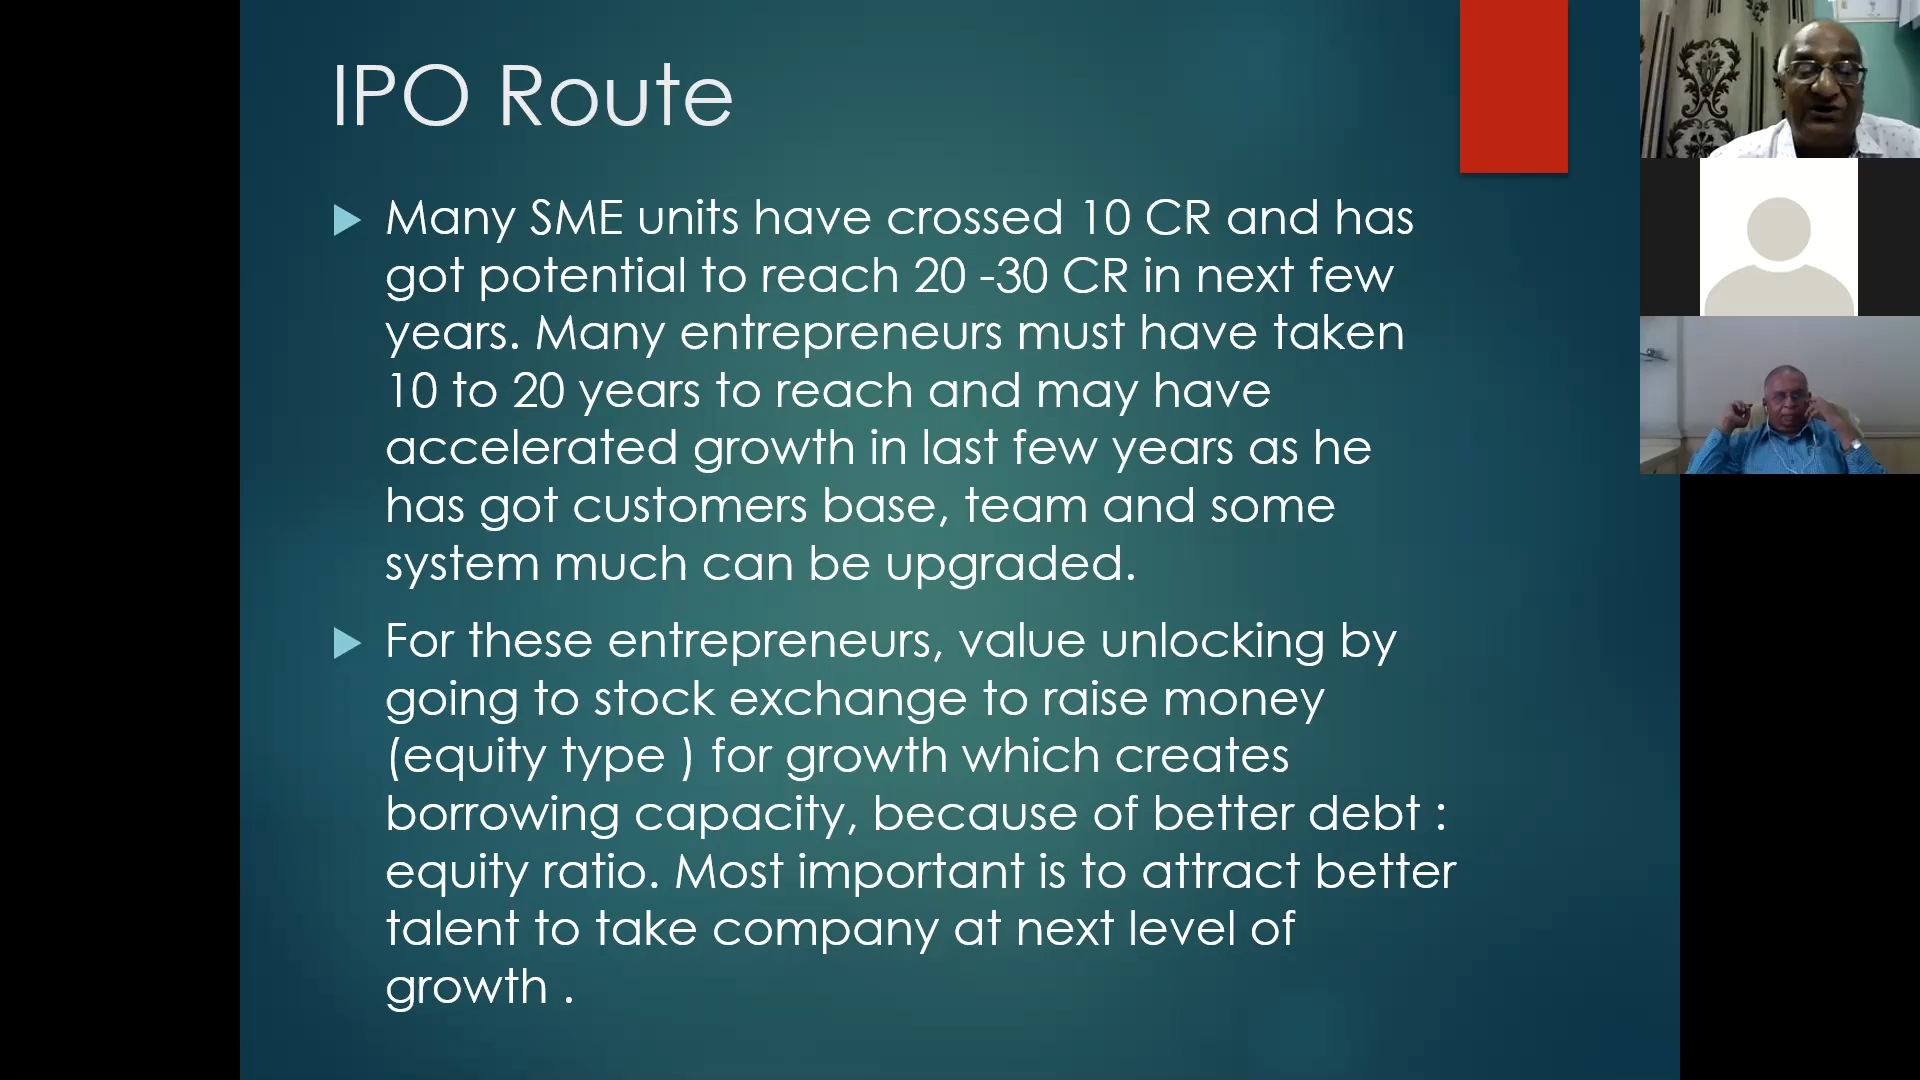 IPO Route
Many SME units have crossed 10 CR and has
got potential to reach 20 -30 CR in next few
years. Many entrepreneurs must have taken
10 to 20 years to reach and may have
accelerated growth in last few years as he
has got customers base, team and some
system much can be upgraded.
For these entrepreneurs, value unlocking by
going to stock exchange to raise money
(equity type ) for growth which creates
borrowing capacity, because of better debt :
equity ratio. Most important is to attract better
talent to take company at next level of
growth .